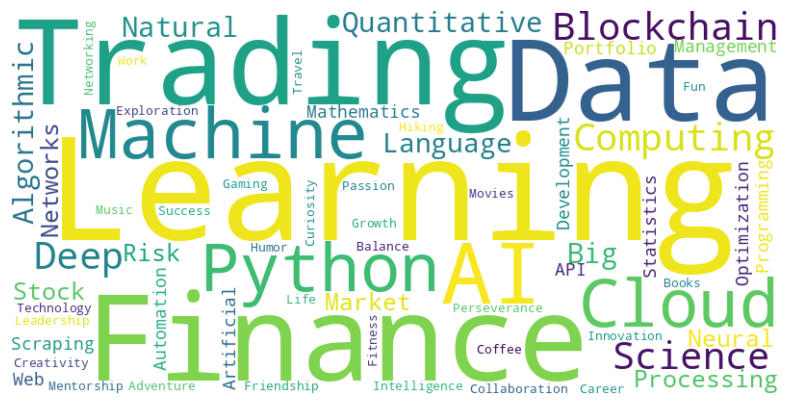 Trading
Natural
Quantitative
Blockchain
Networking
Work
Travel
Portfolio
Management
Data
Fun
Algorithmic
Exploration
Mathematics
Machine
Hiking
Language
Development
Computing
Networks
Learning
Gaming
Curiosity
Passion
Movies
Statistics
Optimization
Programming
Music
Success
Growth
Deep
Risk
Humor
Balance
Python
AI
Big
API
Stock
Technology
Leadership
Automation
Artificial
Life
Market
Perseverance
Books
Cloud
Finance
Scraping
Creativity
Fitness
Coffee
Innovation
Neural
Science
Web
Mentorship
Adventure
Friendship
Intelligence
Collaboration
Career
Processing